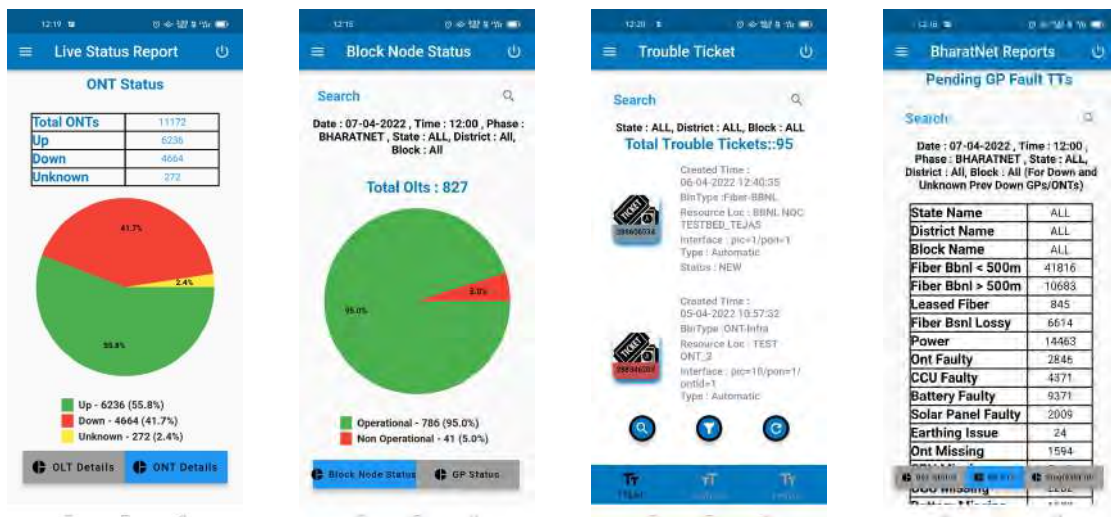 12:19
Live Status Report
ONT Status
Total ONTs 11172
Up 6236
Down 4664
Unknown 272
41.7%
2.4%
55.8%
Up - 6236 (55.8%)
Down - 4664 (41.7%)
Unknown - 272 (2.4%)
OLT Details
ONT Details
Block Node Status
Search
Date : 07-04-2022 , Time : 12:00 , Phase :
BHARATNET , State : ALL, District : All,
Block : All
Total Olts : 827
5.0%
95.0%
Operational - 786 (95.0%)
Non Operational - 41 (5.0%)
Block Node Status
GP Status
12:20
Trouble Ticket
Search
State : ALL, District : ALL, Block : ALL
Total Trouble Tickets::95
Created Time :
06-04-2022 12:40:35
BinType :Fiber-BBNL
Resource Loc : BBNL NOC
TESTBED_TEJAS
Interface : pic=1/pon=1
Type : Automatic
Status : NEW
TICKET
Created Time :
05-04-2022 10:57:32
BinType :ONT-Infra
Resource Loc : TEST
ONT_2
Interface : pic=10/pon=1/
ontid=1
Type : Automatic
TICKET
BharatNet Reports
Pending GP Fault TTs
Search
Date : 07-04-2022 , Time : 12:00 ,
Phase : BHARATNET , State : ALL,
District : All, Block : All (For Down and
Unknown Prev Down GPs/ONTs)
State Name ALL
District Name ALL
Block Name ALL
Fiber Bbnl < 500m 41816
Fiber Bbnl > 500m 10683
Leased Fiber 845
Fiber Bsnl Lossy 6614
Power 14463
Ont Faulty 2846
CCU Faulty 4371
Battery Faulty 9371
Solar Panel Faulty 2009
Earthing Issue 24
Ont Missing 1594